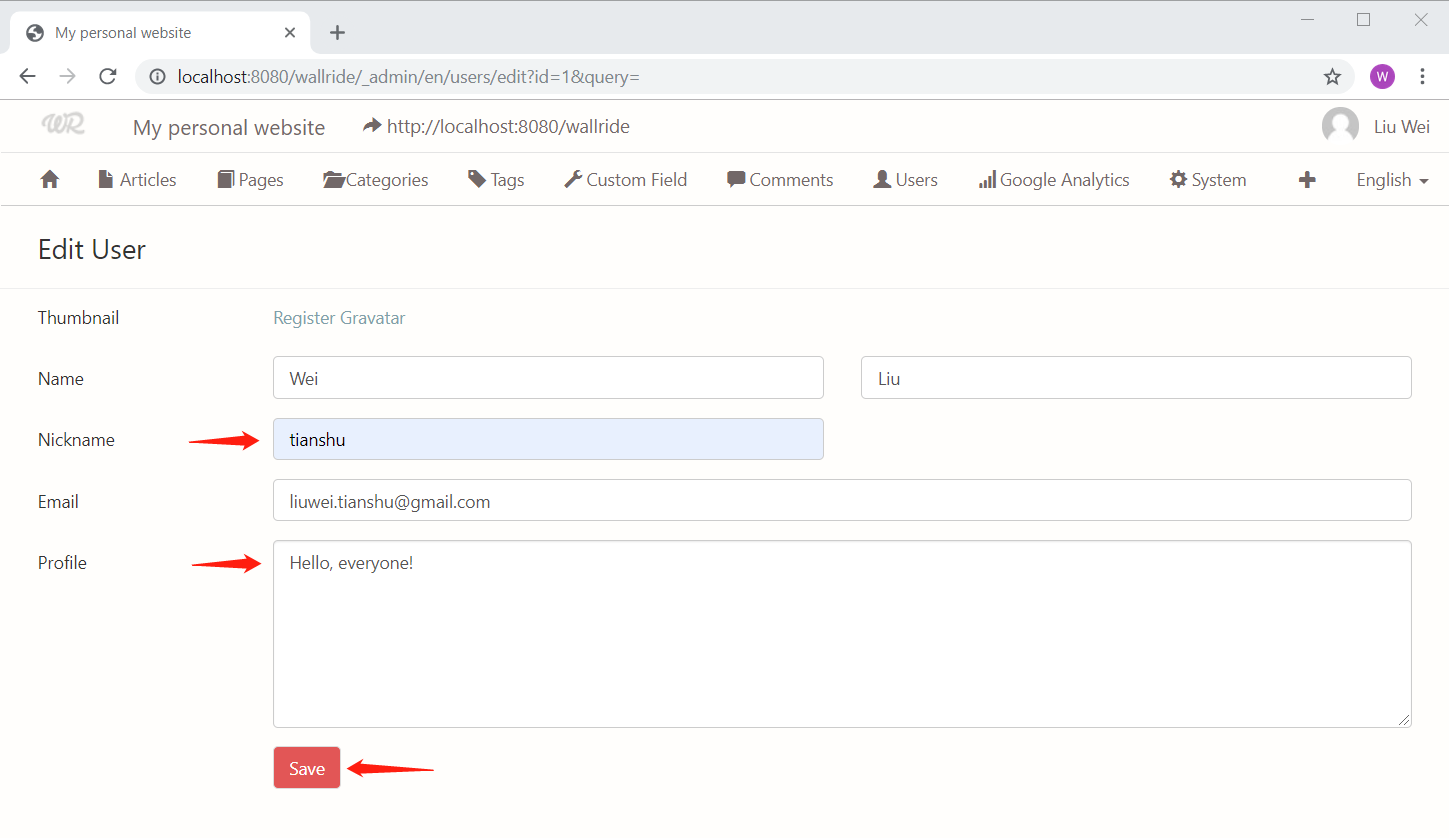 My personal website
localhost:8080/wallride/_admin/en/users/edit?id=1&query=
W
WR My personal website http://localhost:8080/wallride Liu Wei
Articles Pages Categories Tags Custom Field Comments Users Google Analytics System English
Edit User
Thumbnail Register Gravatar
Name Wei Liu
Nickname tianshu
Email liuwei.tianshu@gmail.com
Profile Hello, everyone!
Save